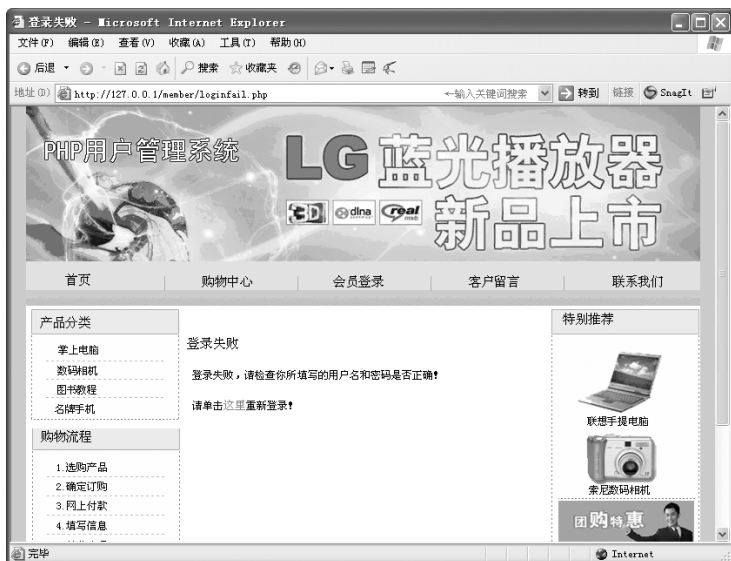 登录失败 - Microsoft Internet Explorer
文件(F) 编辑(E) 查看(V) 收藏(A) 工具(T) 帮助(H)
后退 搜索 收藏夹
地址(D) http://127.0.0.1/member/loginfail.php ←输入关键词搜索 转到 链接 SnagIt
PHP用户管理系统
LG蓝光播放器
3D dlna real
新品上市
首页 购物中心 会员登录 客户留言 联系我们
产品分类
掌上电脑
数码相机
图书教程
名牌手机
购物流程
1.选购产品
2.确定订购
3.网上付款
4.填写信息
登录失败
登录失败，请检查你所填写的用户名和密码是否正确！
请单击这里重新登录！
特别推荐
联想手提电脑
索尼数码相机
团购特惠
完毕 Internet